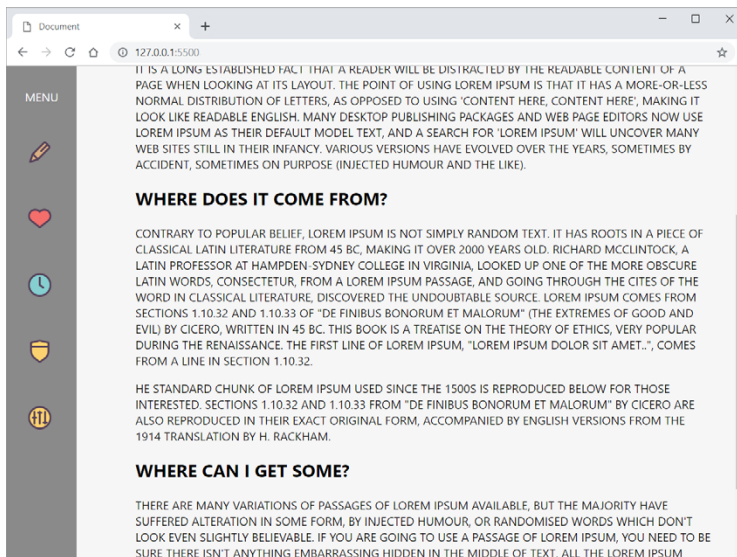 Document
127.0.0.1:5500
MENU
IT IS A LONG ESTABLISHED FACT THAT A READER WILL BE DISTRACTED BY THE READABLE CONTENT OF A
PAGE WHEN LOOKING AT ITS LAYOUT. THE POINT OF USING LOREM IPSUM IS THAT IT HAS A MORE-OR-LESS
NORMAL DISTRIBUTION OF LETTERS, AS OPPOSED TO USING 'CONTENT HERE, CONTENT HERE', MAKING IT
LOOK LIKE READABLE ENGLISH. MANY DESKTOP PUBLISHING PACKAGES AND WEB PAGE EDITORS NOW USE
LOREM IPSUM AS THEIR DEFAULT MODEL TEXT, AND A SEARCH FOR 'LOREM IPSUM' WILL UNCOVER MANY
WEB SITES STILL IN THEIR INFANCY. VARIOUS VERSIONS HAVE EVOLVED OVER THE YEARS, SOMETIMES BY
ACCIDENT, SOMETIMES ON PURPOSE (INJECTED HUMOUR AND THE LIKE).
WHERE DOES IT COME FROM?
CONTRARY TO POPULAR BELIEF, LOREM IPSUM IS NOT SIMPLY RANDOM TEXT. IT HAS ROOTS IN A PIECE OF
CLASSICAL LATIN LITERATURE FROM 45 BC, MAKING IT OVER 2000 YEARS OLD. RICHARD MCCLINTOCK, A
LATIN PROFESSOR AT HAMPDEN-SYDNEY COLLEGE IN VIRGINIA, LOOKED UP ONE OF THE MORE OBSCURE
LATIN WORDS, CONSECTETUR, FROM A LOREM IPSUM PASSAGE, AND GOING THROUGH THE CITES OF THE
WORD IN CLASSICAL LITERATURE, DISCOVERED THE UNDOUBTABLE SOURCE. LOREM IPSUM COMES FROM
SECTIONS 1.10.32 AND 1.10.33 OF "DE FINIBUS BONORUM ET MALORUM" (THE EXTREMES OF GOOD AND
EVIL) BY CICERO, WRITTEN IN 45 BC. THIS BOOK IS A TREATISE ON THE THEORY OF ETHICS, VERY POPULAR
DURING THE RENAISSANCE. THE FIRST LINE OF LOREM IPSUM, "LOREM IPSUM DOLOR SIT AMET..", COMES
FROM A LINE IN SECTION 1.10.32.
HE STANDARD CHUNK OF LOREM IPSUM USED SINCE THE 1500S IS REPRODUCED BELOW FOR THOSE
INTERESTED. SECTIONS 1.10.32 AND 1.10.33 FROM "DE FINIBUS BONORUM ET MALORUM" BY CICERO ARE
ALSO REPRODUCED IN THEIR EXACT ORIGINAL FORM, ACCOMPANIED BY ENGLISH VERSIONS FROM THE
1914 TRANSLATION BY H. RACKHAM.
WHERE CAN I GET SOME?
THERE ARE MANY VARIATIONS OF PASSAGES OF LOREM IPSUM AVAILABLE, BUT THE MAJORITY HAVE
SUFFERED ALTERATION IN SOME FORM, BY INJECTED HUMOUR, OR RANDOMISED WORDS WHICH DON'T
LOOK EVEN SLIGHTLY BELIEVABLE. IF YOU ARE GOING TO USE A PASSAGE OF LOREM IPSUM, YOU NEED TO BE
SURE THERE ISN'T ANYTHING EMBARRASSING HIDDEN IN THE MIDDLE OF TEXT. ALL THE LOREM IPSUM